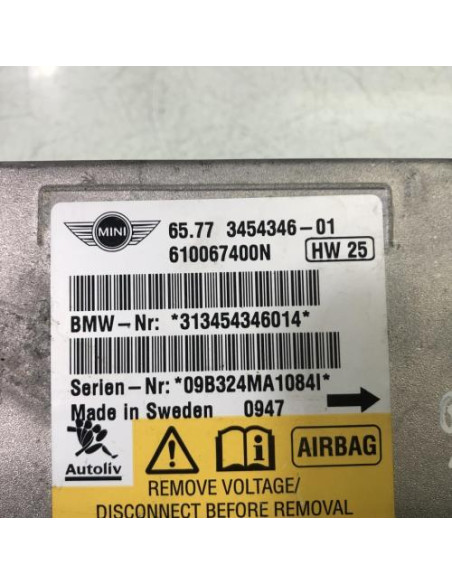 MINI
65.77 3454346-01
610067400N HW 25
BMW-Nr: *313454346014*
Serien-Nr: *09B324MA1084I*
Made in Sweden 0947
Autoliv
AIRBAG
REMOVE VOLTAGE/
DISCONNECT BEFORE REMOVAL